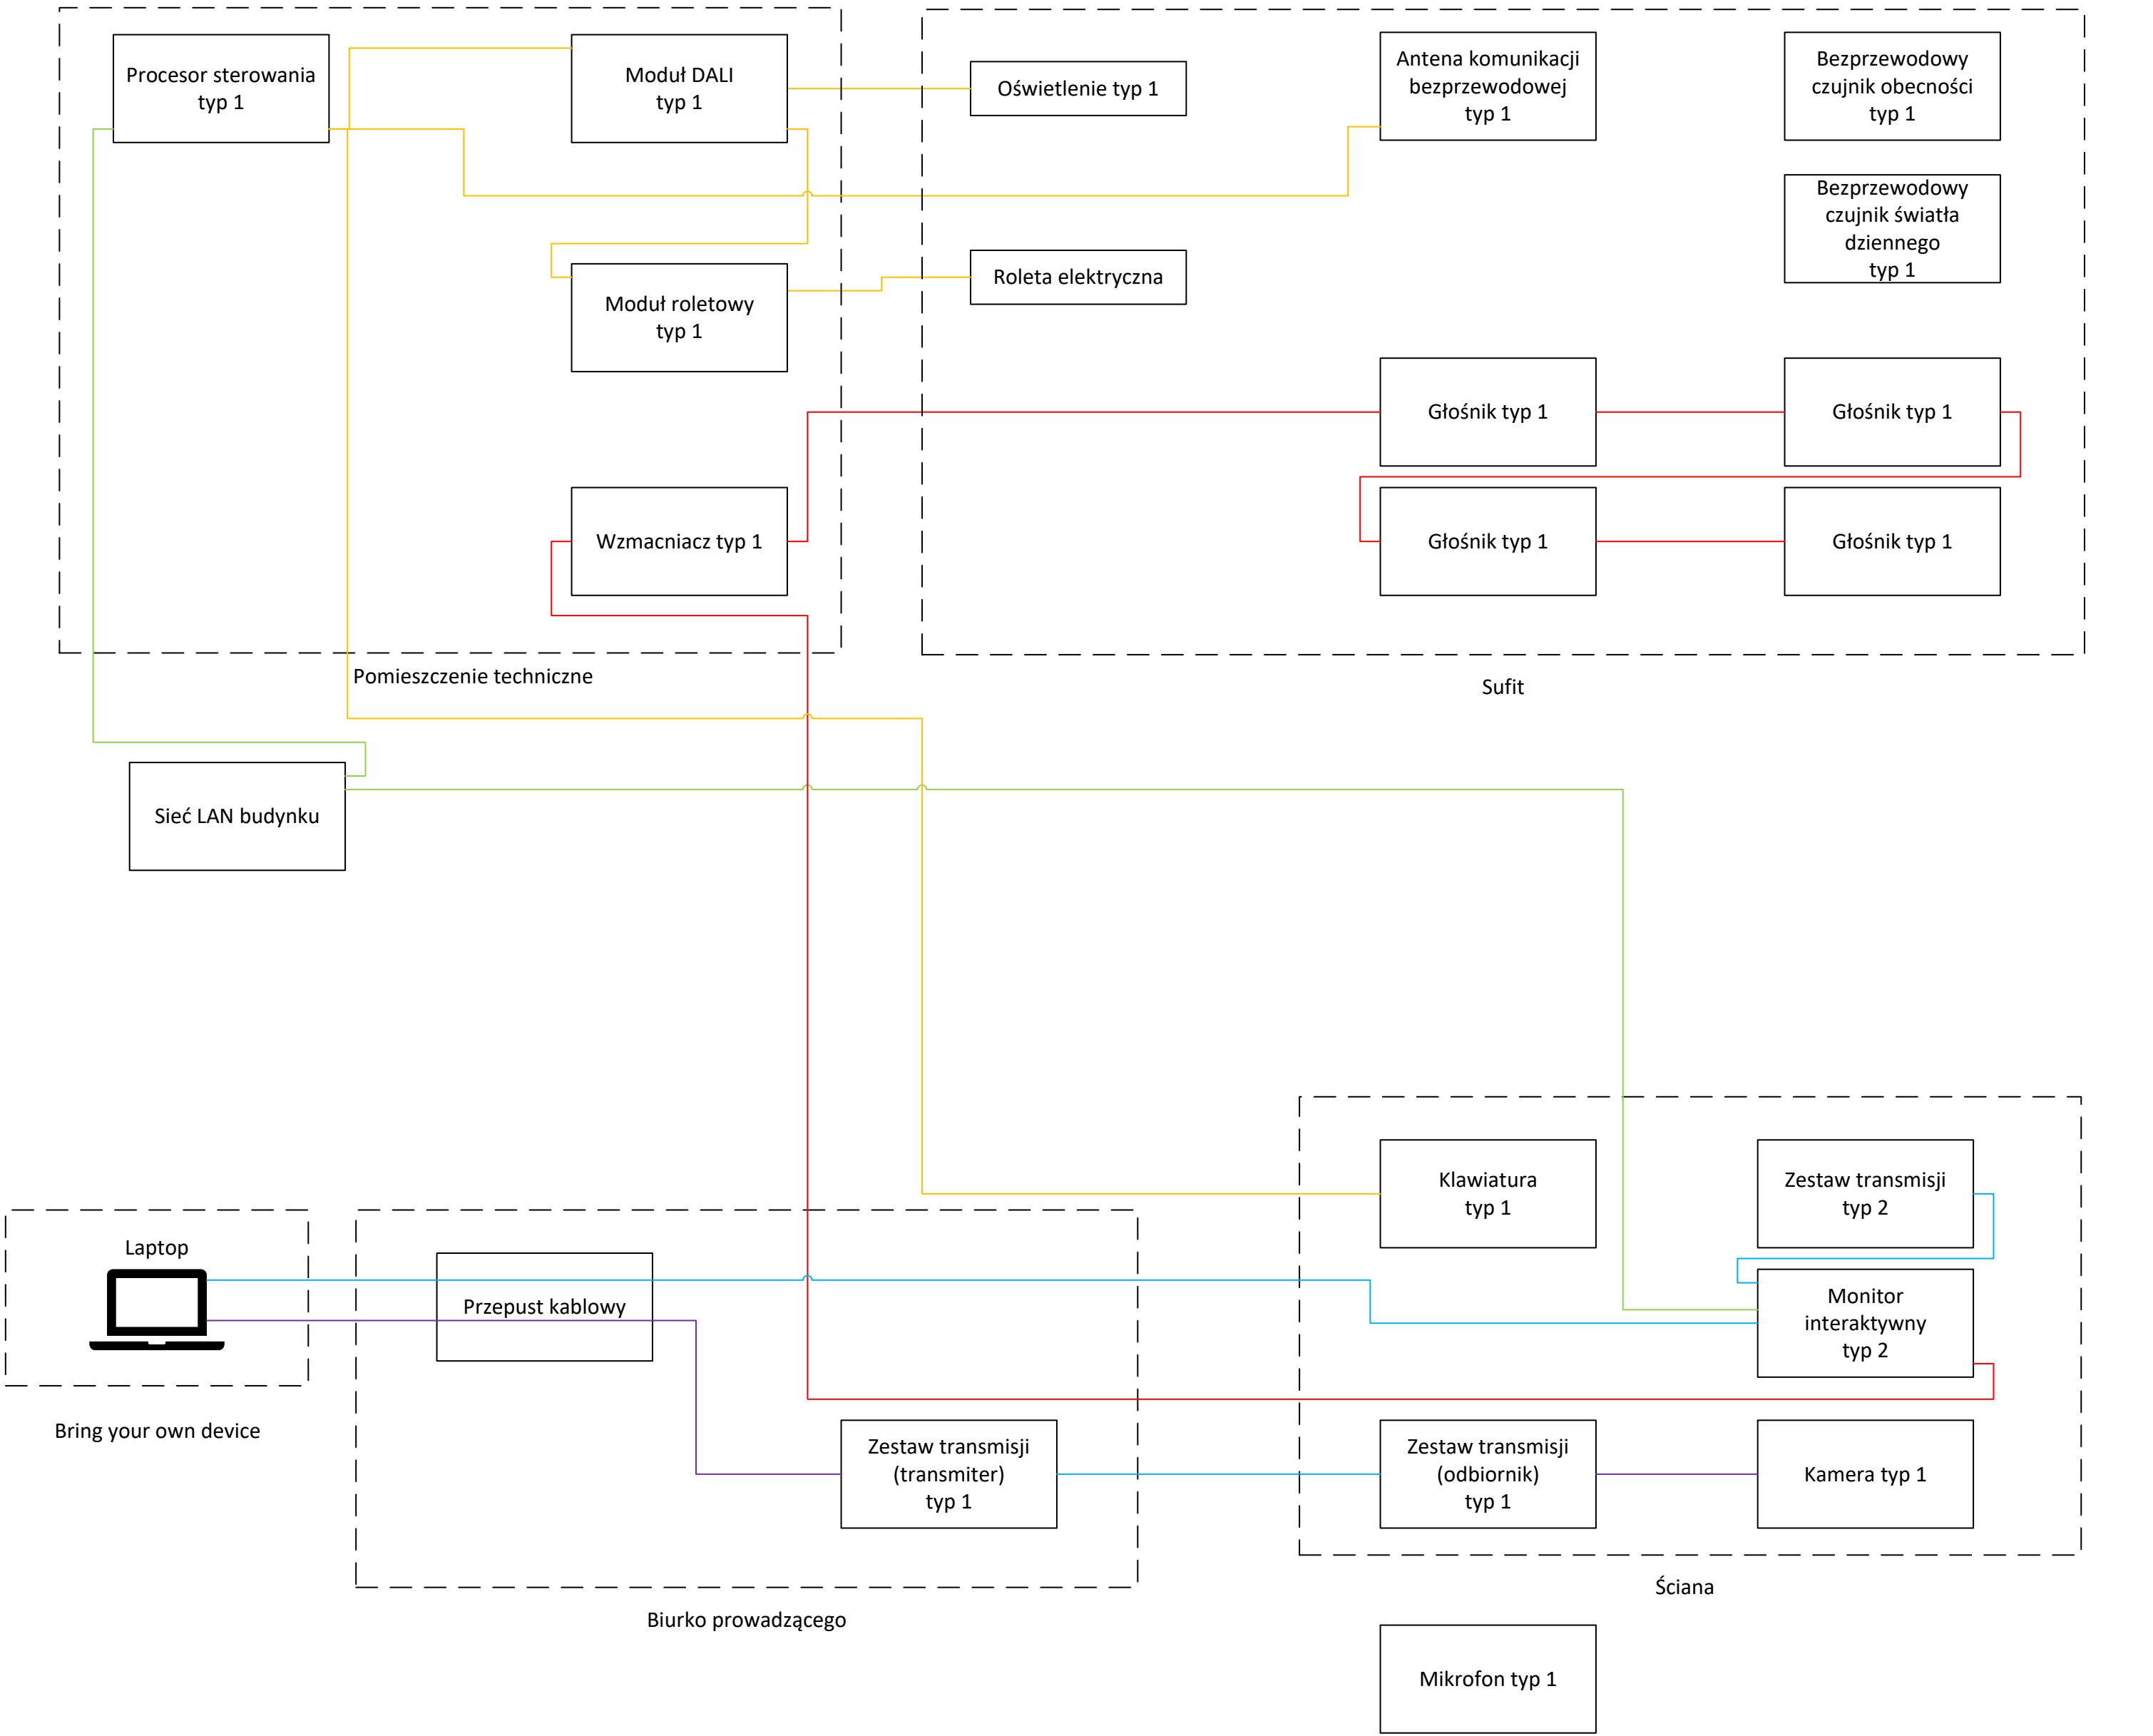 Procesor sterowania
typ 1
Moduł DALI
typ 1
Oświetlenie typ 1
Antena komunikacji
bezprzewodowej
typ 1
Bezprzewodowy
czujnik obecności
typ 1
Bezprzewodowy
czujnik światła
dziennego
typ 1
Moduł roletowy
typ 1
Roleta elektryczna
Głośnik typ 1
Głośnik typ 1
Wzmacniacz typ 1
Głośnik typ 1
Głośnik typ 1
Pomieszczenie techniczne
Sufit
Sieć LAN budynku
Klawiatura
typ 1
Zestaw transmisji
typ 2
Laptop
Przepust kablowy
Monitor
interaktywny
typ 2
Bring your own device
Zestaw transmisji
(transmiter)
typ 1
Zestaw transmisji
(odbiornik)
typ 1
Kamera typ 1
Ściana
Biurko prowadzącego
Mikrofon typ 1